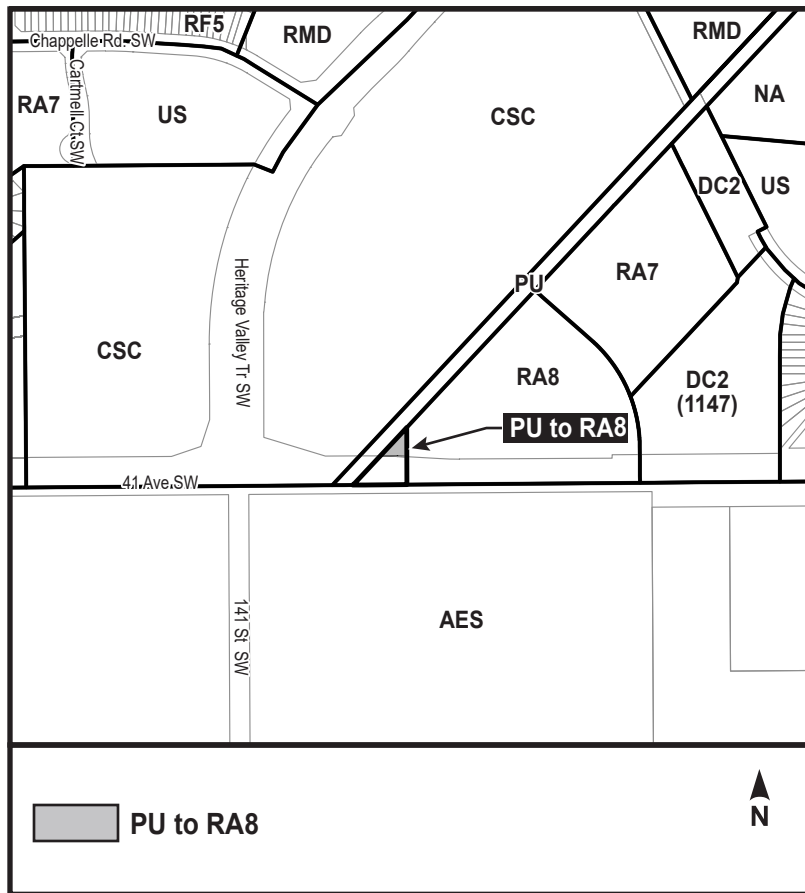 RF5
RMD
RMD
Chappelle Rd. SW
Cartmell Ct SW
RA7
US
CSC
NA
DC2
US
Heritage Valley Tr SW
PU
RA7
CSC
RA8
DC2
(1147)
PU to RA8
41 Ave SW
141 St SW
AES
PU to RA8
N